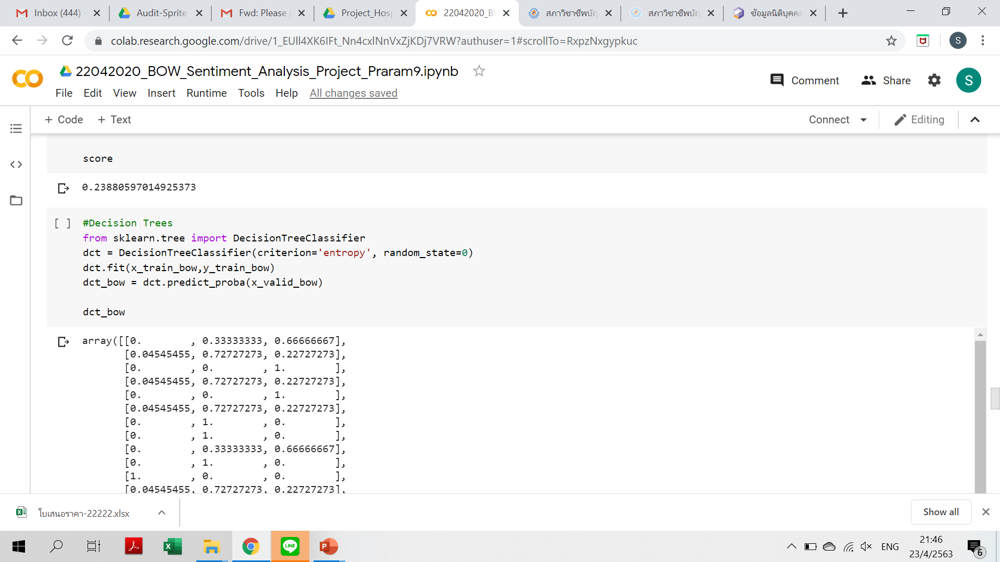 Inbox (444) -
Audit-Sprite
Fwd: Please j
Project_Hosp
22042020_BO
สภาวิชาชีพบัญ
สภาวิชาชีพบัญ
ข้อมูลนิติบุคคล
colab.research.google.com/drive/1_EUll4XK6IFt_Nn4cxlNnVxZjKDj7VRW?authuser=1#scrollTo=RxpzNxgypkuc
S
22042020_BOW_Sentiment_Analysis_Project_Praram9.ipynb
File Edit View Insert Runtime Tools Help All changes saved
Comment
Share
S
+ Code + Text
Connect
Editing
score
0.23880597014925373
[ ] #Decision Trees
from sklearn.tree import DecisionTreeClassifier
dct = DecisionTreeClassifier(criterion='entropy', random_state=0)
dct.fit(x_train_bow,y_train_bow)
dct_bow = dct.predict_proba(x_valid_bow)
dct_bow
array([[0.        , 0.33333333, 0.66666667],
[0.04545455, 0.72727273, 0.22727273],
[0.        , 0.        , 1.        ],
[0.04545455, 0.72727273, 0.22727273],
[0.        , 0.        , 1.        ],
[0.04545455, 0.72727273, 0.22727273],
[0.        , 1.        , 0.        ],
[0.        , 1.        , 0.        ],
[0.        , 0.33333333, 0.66666667],
[0.        , 1.        , 0.        ],
[1.        , 0.        , 0.        ],
[0.04545455, 0.72727273, 0.22727273],
ใบเสนอราคา-22222.xlsx
Show all
LINE
ENG
21:46
23/4/2563
6